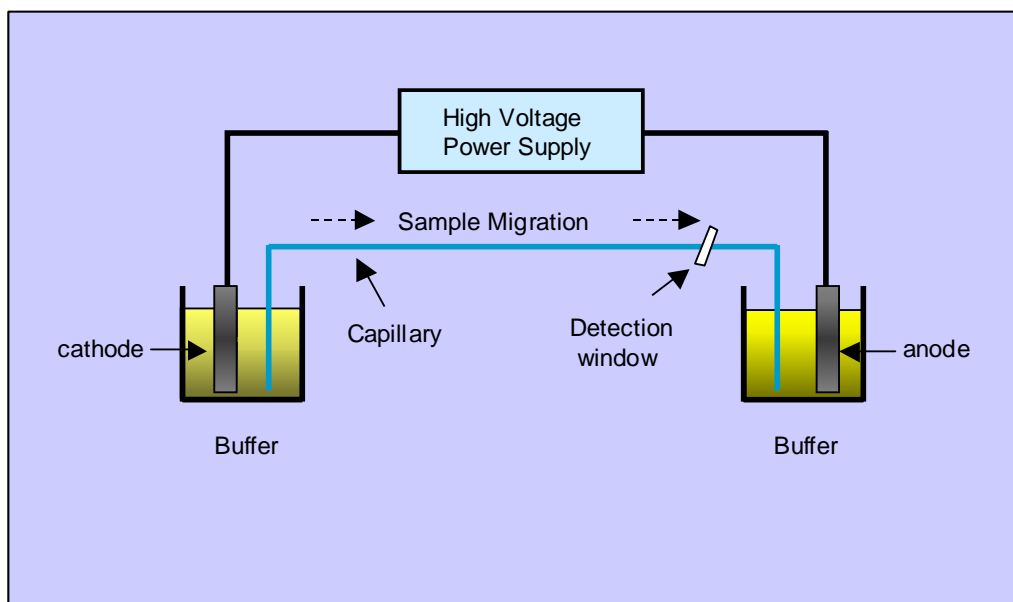 High Voltage
Power Supply
Sample Migration
Capillary
Detection
window
cathode
anode
Buffer
Buffer